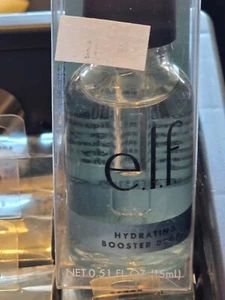 e.l.f.
HYDRATING
BOOSTER
NET 0.51 FL OZ (15mL)